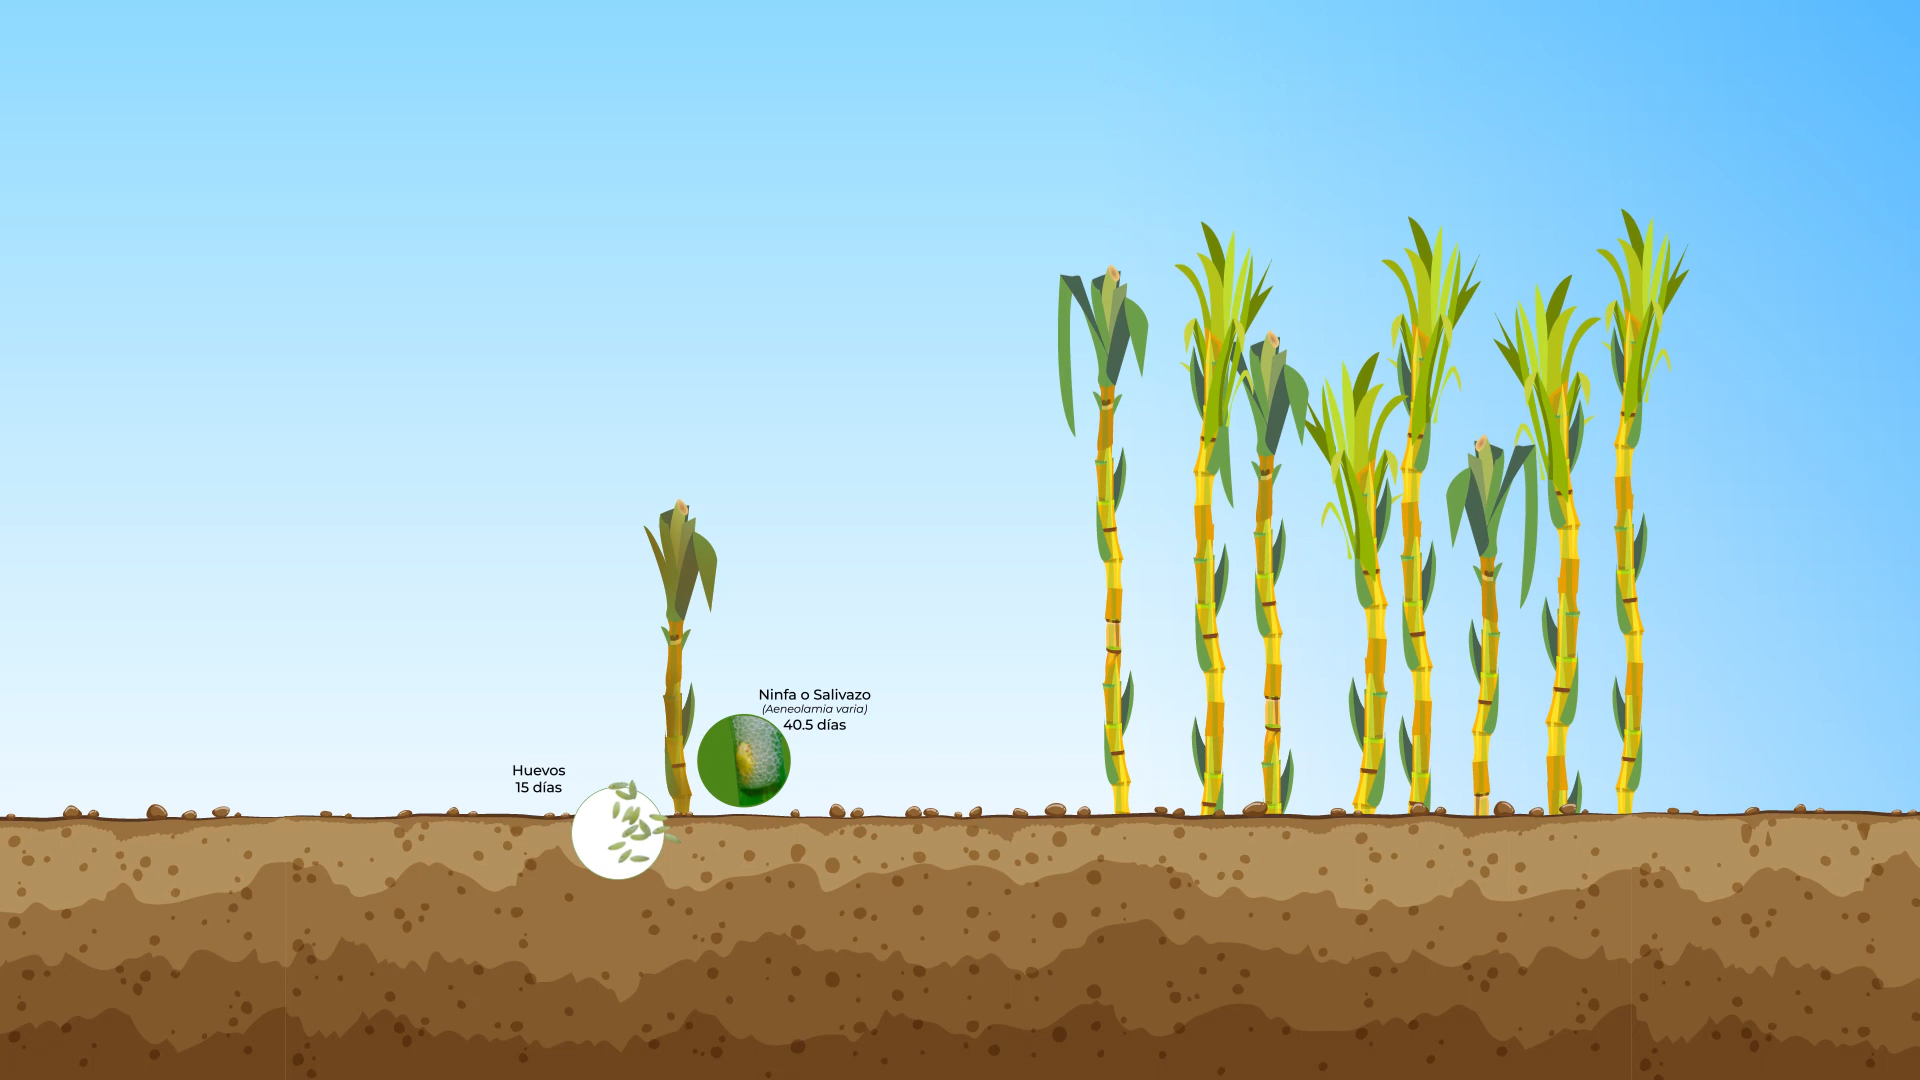 Ninfa o Salivazo
(Aeneolamia varia)
40.5 días
Huevos
15 días